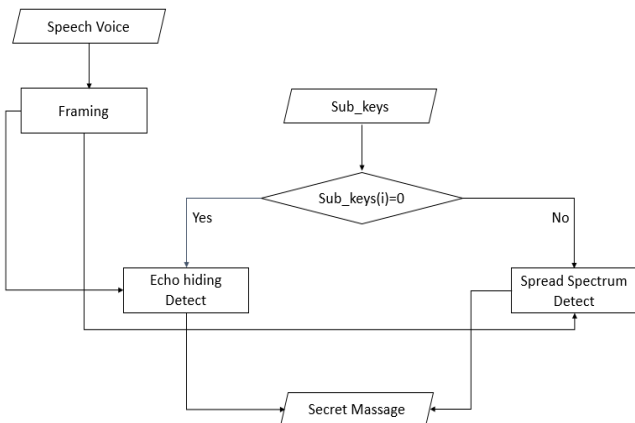 Speech Voice
Framing
Sub_keys
Sub_keys(i)=0
Yes
No
Echo hiding
Detect
Spread Spectrum
Detect
Secret Massage